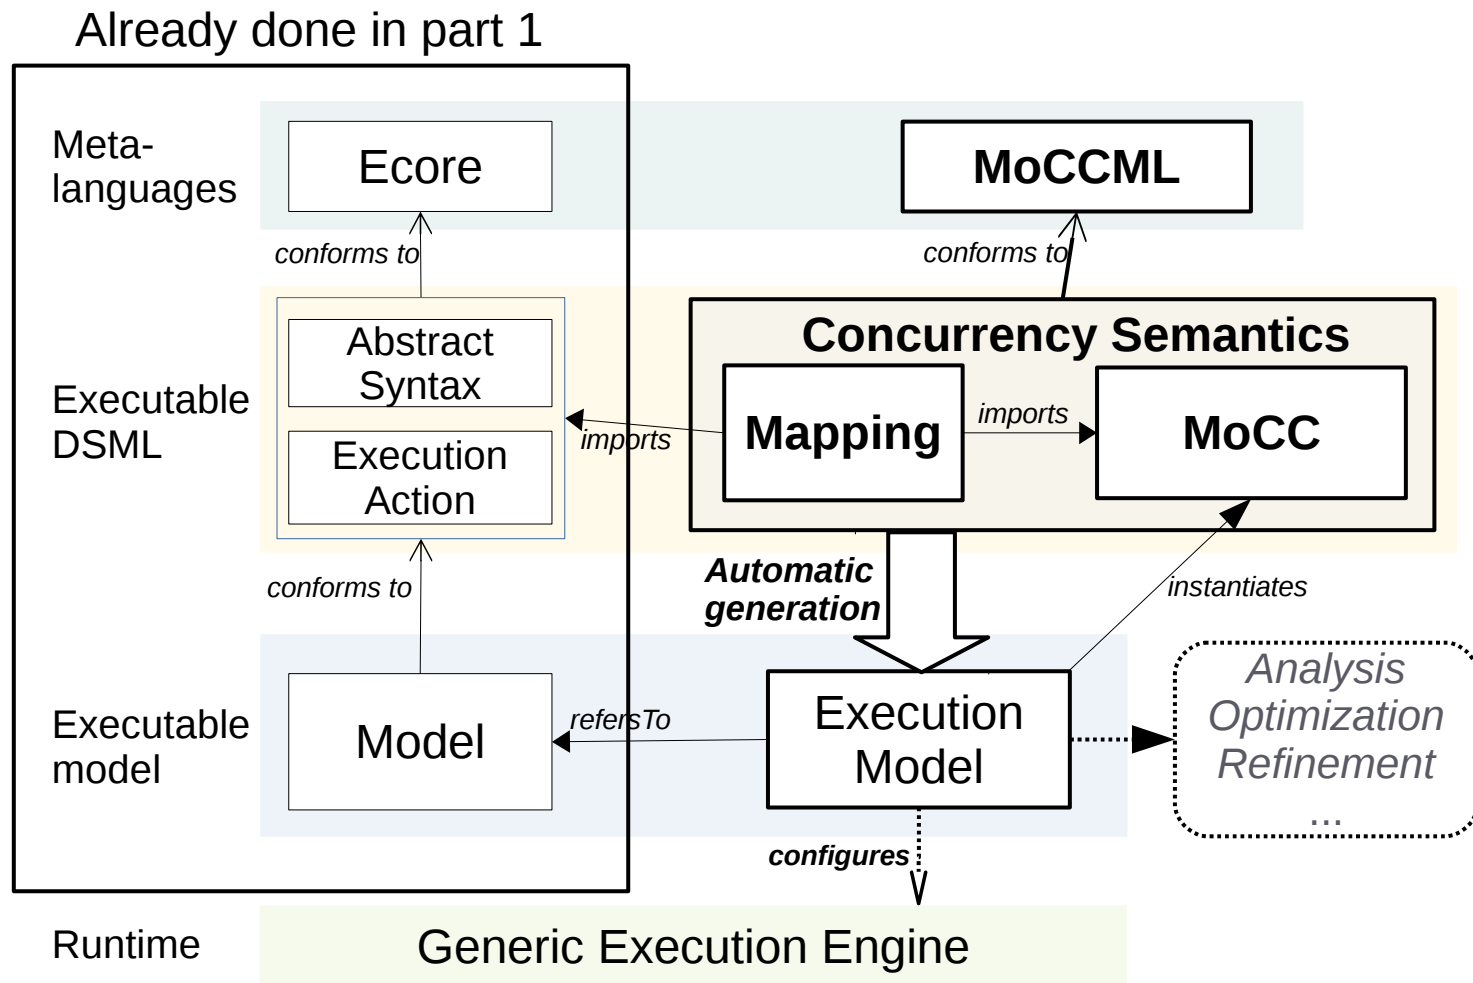 Already done in part 1
Meta-
languages
Ecore
MoCCML
conforms to
conforms to
Executable
DSML
Abstract
Syntax
Execution
Action
imports
Concurrency Semantics
Mapping
imports
MoCC
conforms to
Automatic
generation
instantiates
Executable
model
Model
refersTo
Execution
Model
Analysis
Optimization
Refinement
...
configures
Runtime
Generic Execution Engine